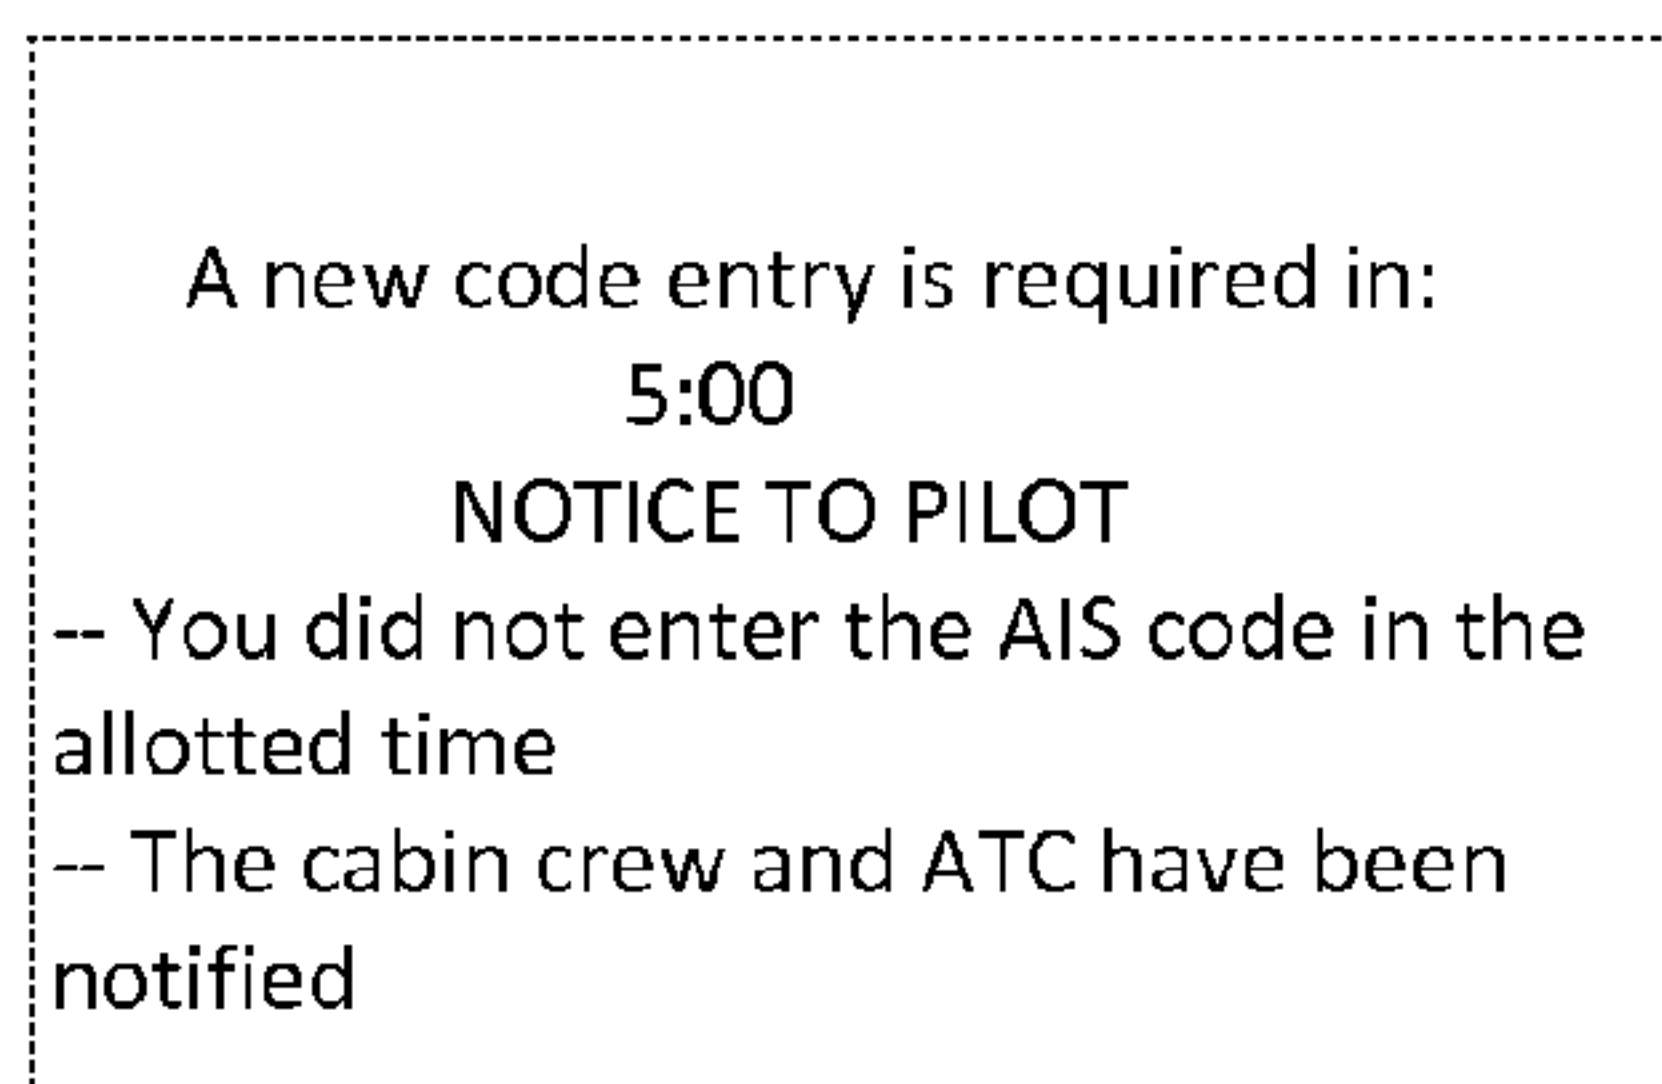 A new code entry is required in:
5:00
NOTICE TO PILOT
-- You did not enter the AIS code in the
allotted time
-- The cabin crew and ATC have been
notified